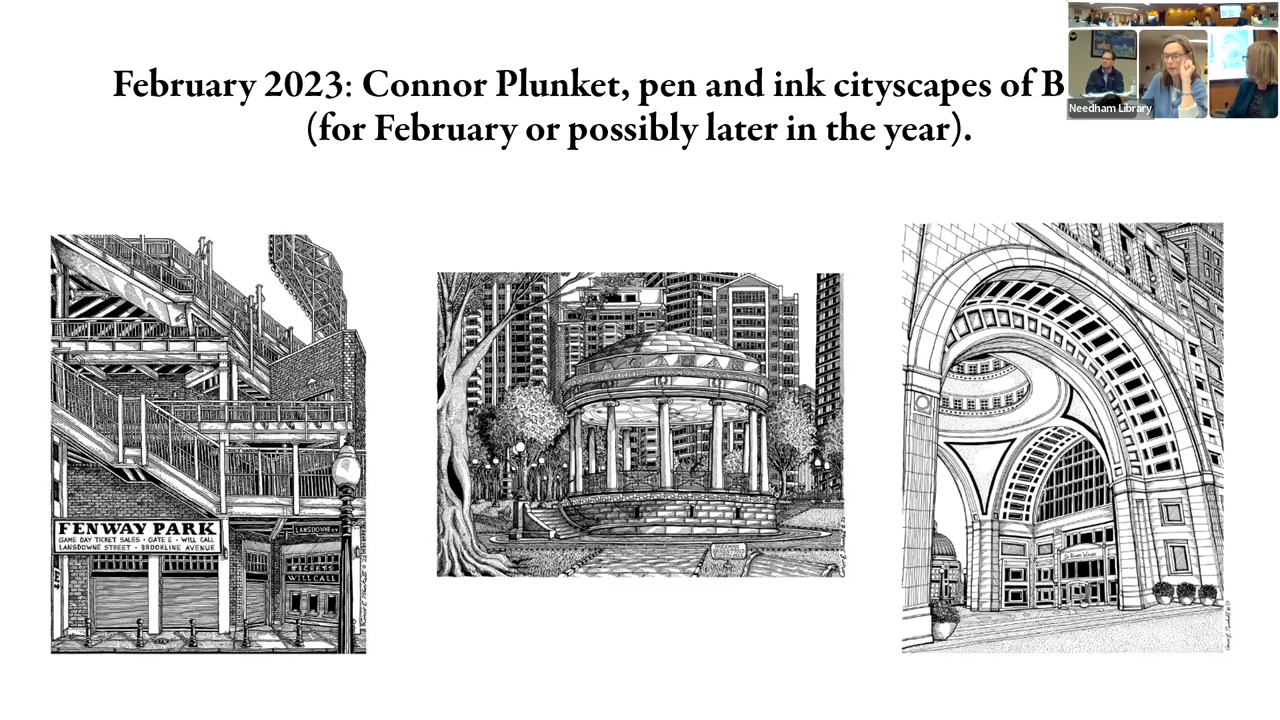 February 2023: Connor Plunket, pen and ink cityscapes of B
(for February or possibly later in the year).
Needham Library
FENWAY PARK
GAME DAY TICKET SALES • GATE E • WILL CALL
LANSDOWNE STREET • BROOKLINE AVENUE
LANSDOWNE ST
TICKETS
WILL CALL